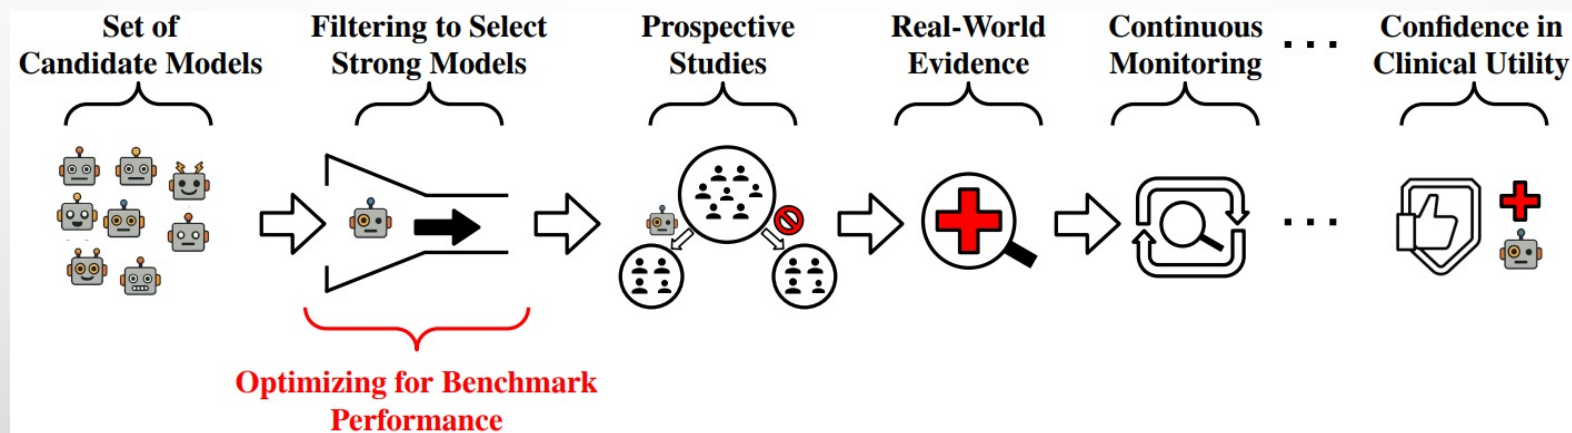 Set of
Candidate Models
Filtering to Select
Strong Models
Prospective
Studies
Real-World
Evidence
Continuous
Monitoring
...
Confidence in
Clinical Utility
...
Optimizing for Benchmark
Performance